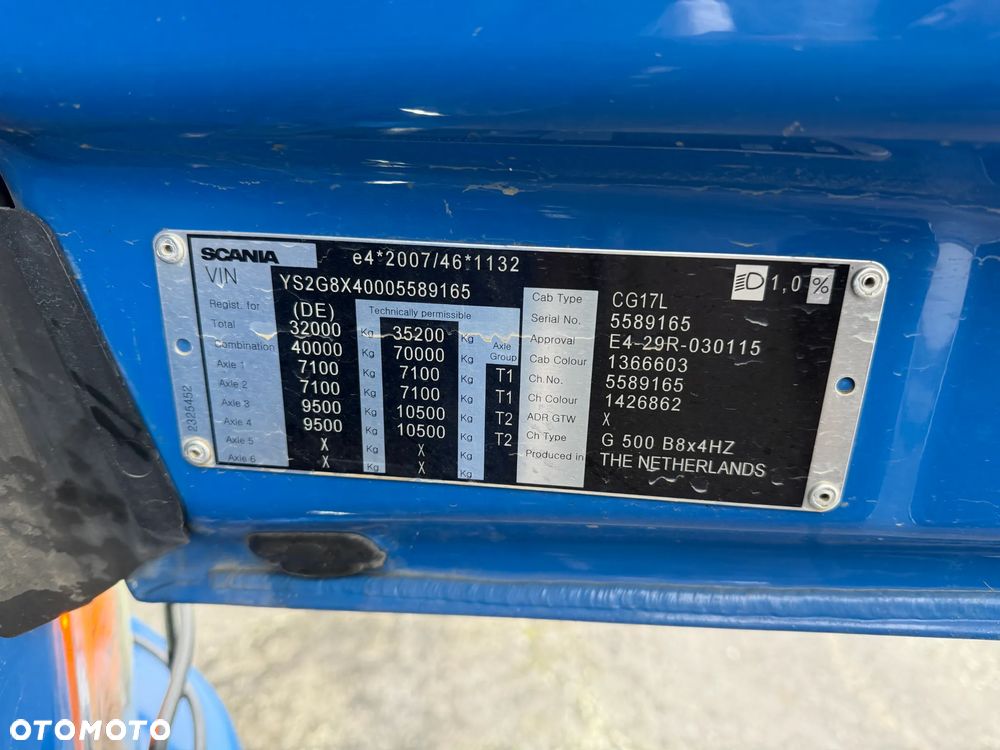 SCANIA e4*2007/46*1132
VIN YS2G8X40005589165
1,0 %
Regist. for (DE) Technically permissible
Total 32000 Kg 35200 Kg
Combination 40000 Kg 70000 Kg Axle Group
Axle 1 7100 Kg 7100 Kg T1
Axle 2 7100 Kg 7100 Kg T1
Axle 3 9500 Kg 10500 Kg T2
Axle 4 9500 Kg 10500 Kg T2
Axle 5 X Kg X Kg
Axle 6 X Kg X Kg
2325452
Cab Type CG17L
Serial No. 5589165
Approval E4-29R-030115
Cab Colour 1366603
Ch.No. 5589165
Ch Colour 1426862
ADR GTW X
Ch Type G 500 B8x4HZ
Produced in THE NETHERLANDS
OTOMOTO